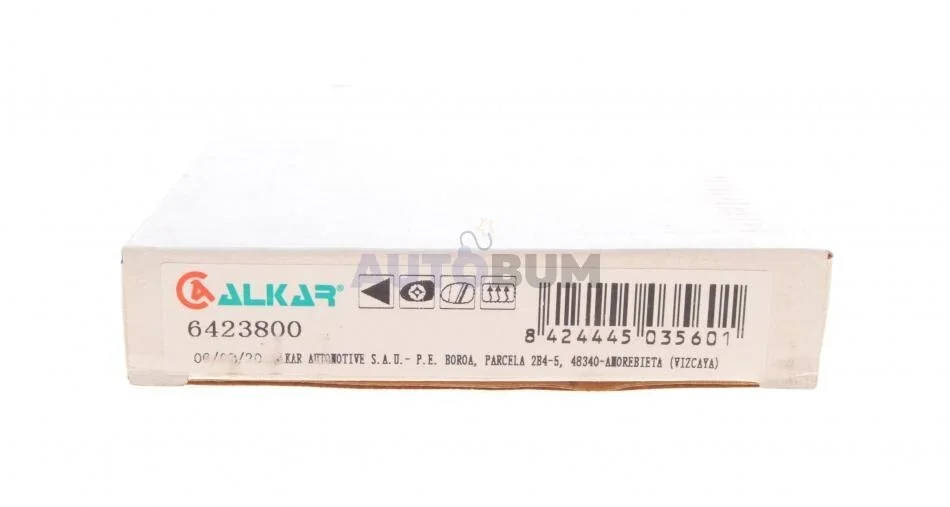 AUTOBUM
ALKAR®
6423800
8 424445 035601
AUTOMOTIVE S.A.U.- P.E. BOROA, PARCELA 2B4-5, 48340-AMOREBIETA (VIZCAYA)